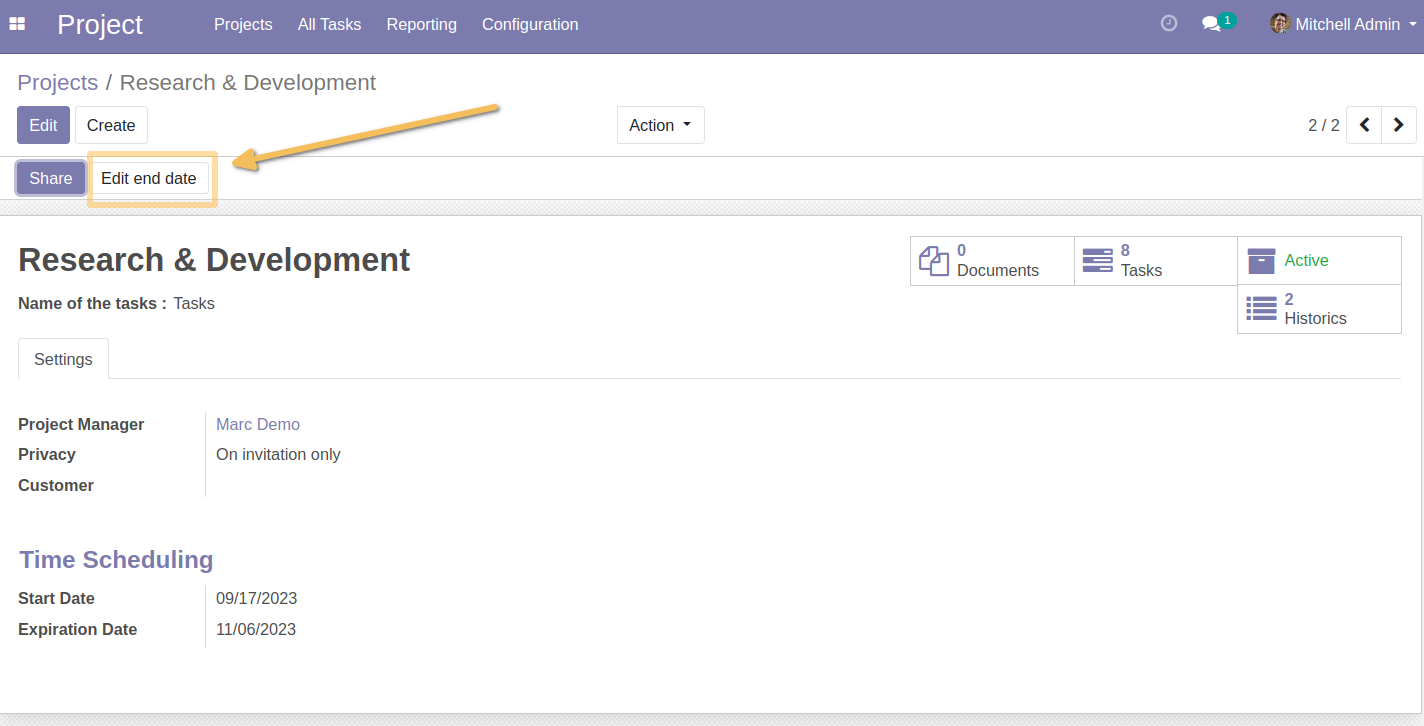 Project Projects All Tasks Reporting Configuration 1 Mitchell Admin
Projects / Research & Development
Edit Create Action 2 / 2
Share Edit end date
Research & Development
0 Documents 8 Tasks Active
2 Historics
Name of the tasks : Tasks
Settings
Project Manager Marc Demo
Privacy On invitation only
Customer
Time Scheduling
Start Date 09/17/2023
Expiration Date 11/06/2023